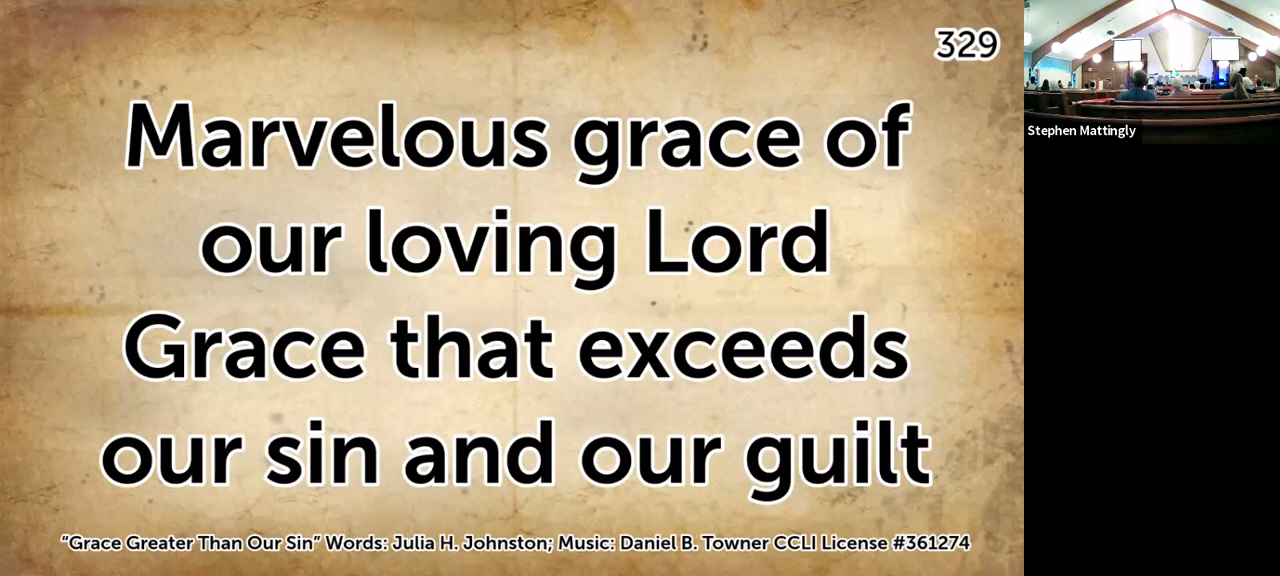 329
Marvelous grace of
our loving Lord
Grace that exceeds
our sin and our guilt
“Grace Greater Than Our Sin” Words: Julia H. Johnston; Music: Daniel B. Towner CCLI License #361274
Stephen Mattingly